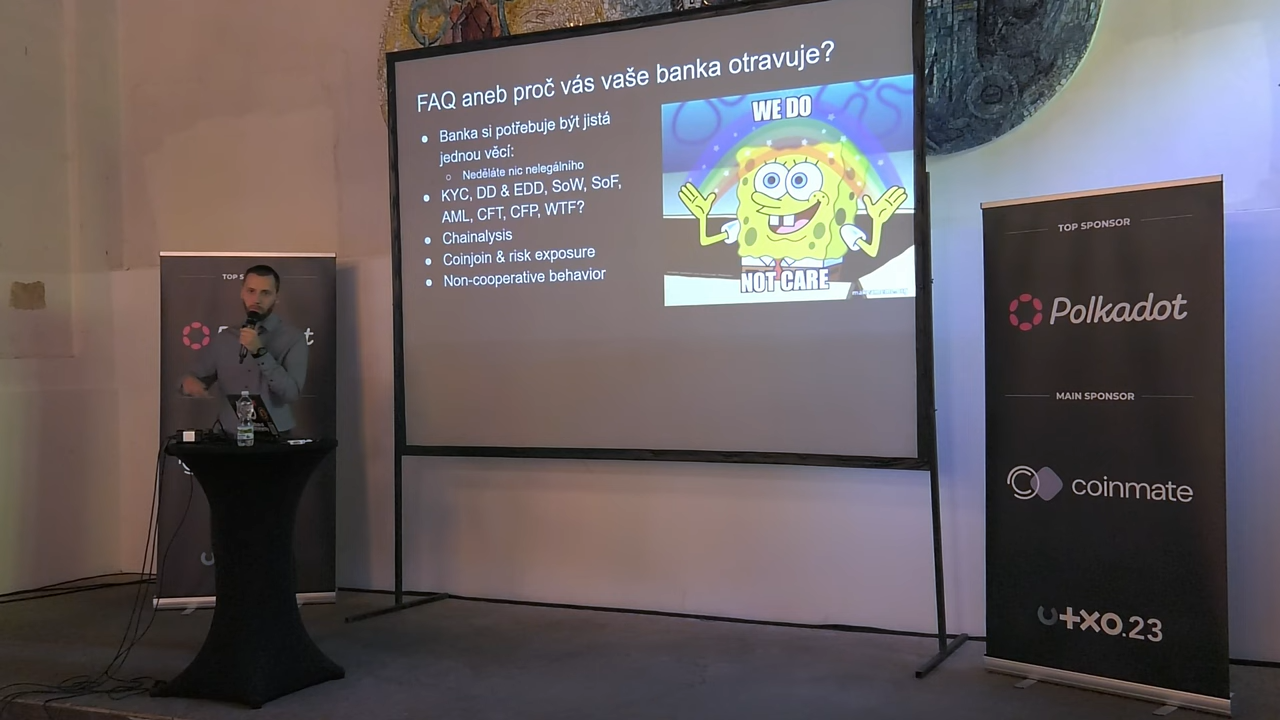 FAQ aneb proč vás vaše banka otravuje?
Banka si potřebuje být jistá
jednou věcí:
Neděláte nic nelegálního
KYC, DD & EDD, SoW, SoF,
AML, CFT, CFP, WTF?
Chainalysis
Coinjoin & risk exposure
Non-cooperative behavior
WE DO
NOT CARE
TOP SPONSOR
Polkadot
MAIN SPONSOR
coinmate
utxo.23
TOP S